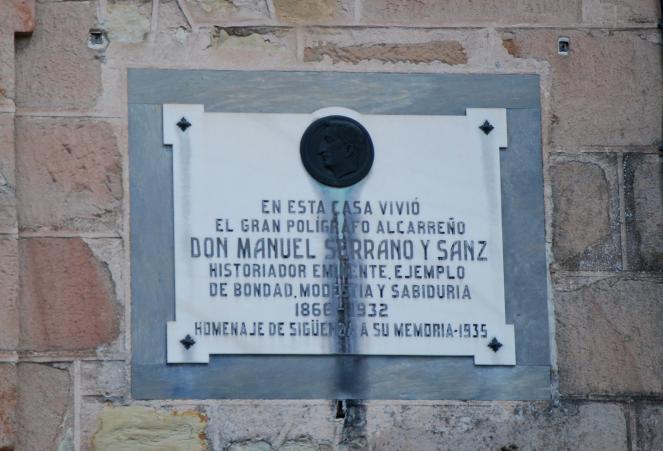 EN ESTA CASA VIVIÓ
EL GRAN POLÍGRAFO ALCARREÑO
DON MANUEL SERRANO Y SANZ
HISTORIADOR EMINENTE, EJEMPLO
DE BONDAD, MODESTIA Y SABIDURIA
1866-1932
HOMENAJE DE SIGÜENZA A SU MEMORIA-1935